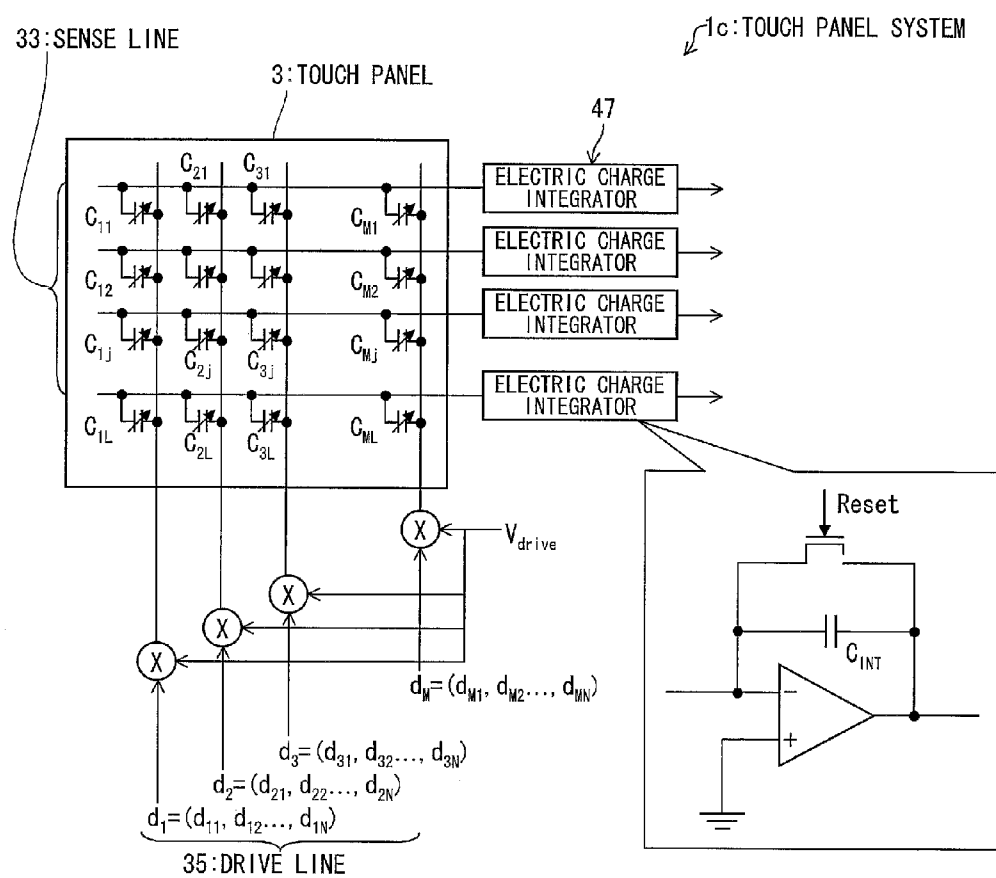 33:SENSE LINE
1c:TOUCH PANEL SYSTEM
3:TOUCH PANEL
47
C21 C31
ELECTRIC CHARGE
INTEGRATOR
C11 CM1
ELECTRIC CHARGE
INTEGRATOR
C12 CM2
ELECTRIC CHARGE
INTEGRATOR
C1j C2j C3j CMj
ELECTRIC CHARGE
INTEGRATOR
C1L C2L C3L CML
Reset
X
Vdrive
X
X
X
CINT
−
+
dM=(dM1, dM2..., dMN)
d3=(d31, d32..., d3N)
d2=(d21, d22..., d2N)
d1=(d11, d12..., d1N)
35:DRIVE LINE